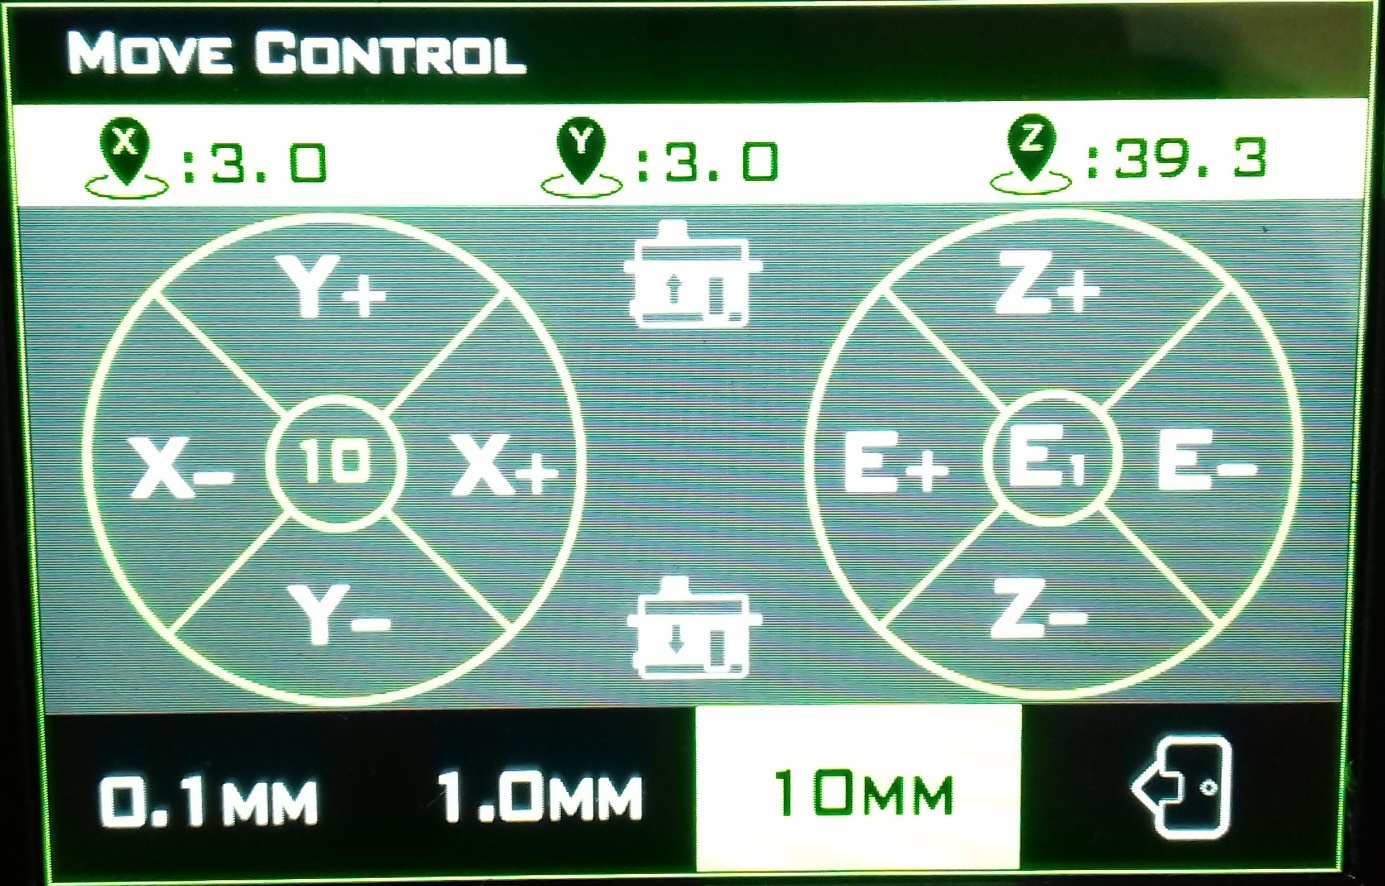 MOVE CONTROL
X :3.0 Y :3.0 Z :39.3
Y+ Z+
X- 10 X+ E+ E1 E-
Y- Z-
0.1MM 1.0MM 10MM